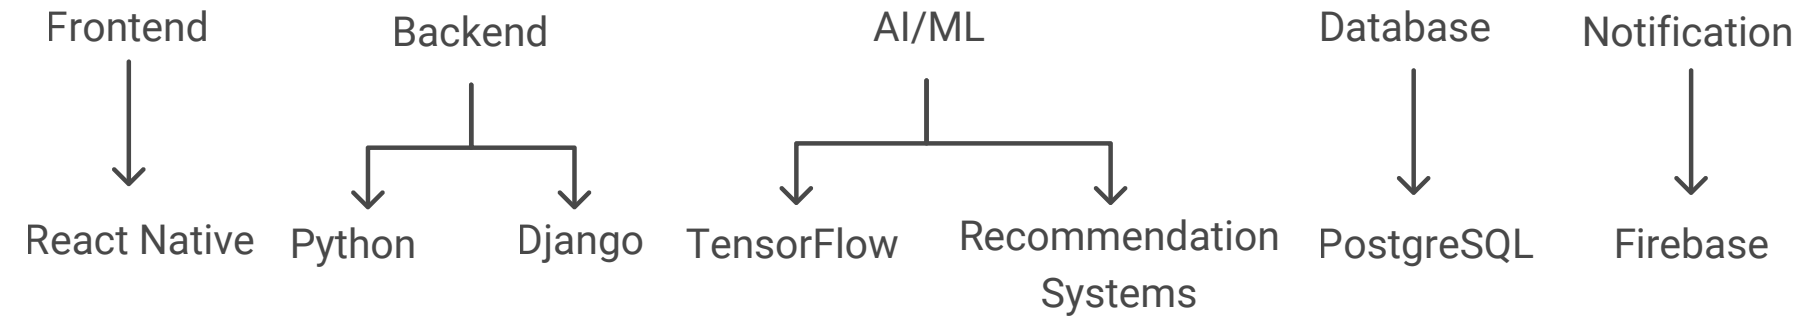 Frontend
Backend
AI/ML
Database
Notification
React Native
Python
Django
TensorFlow
Recommendation
Systems
PostgreSQL
Firebase